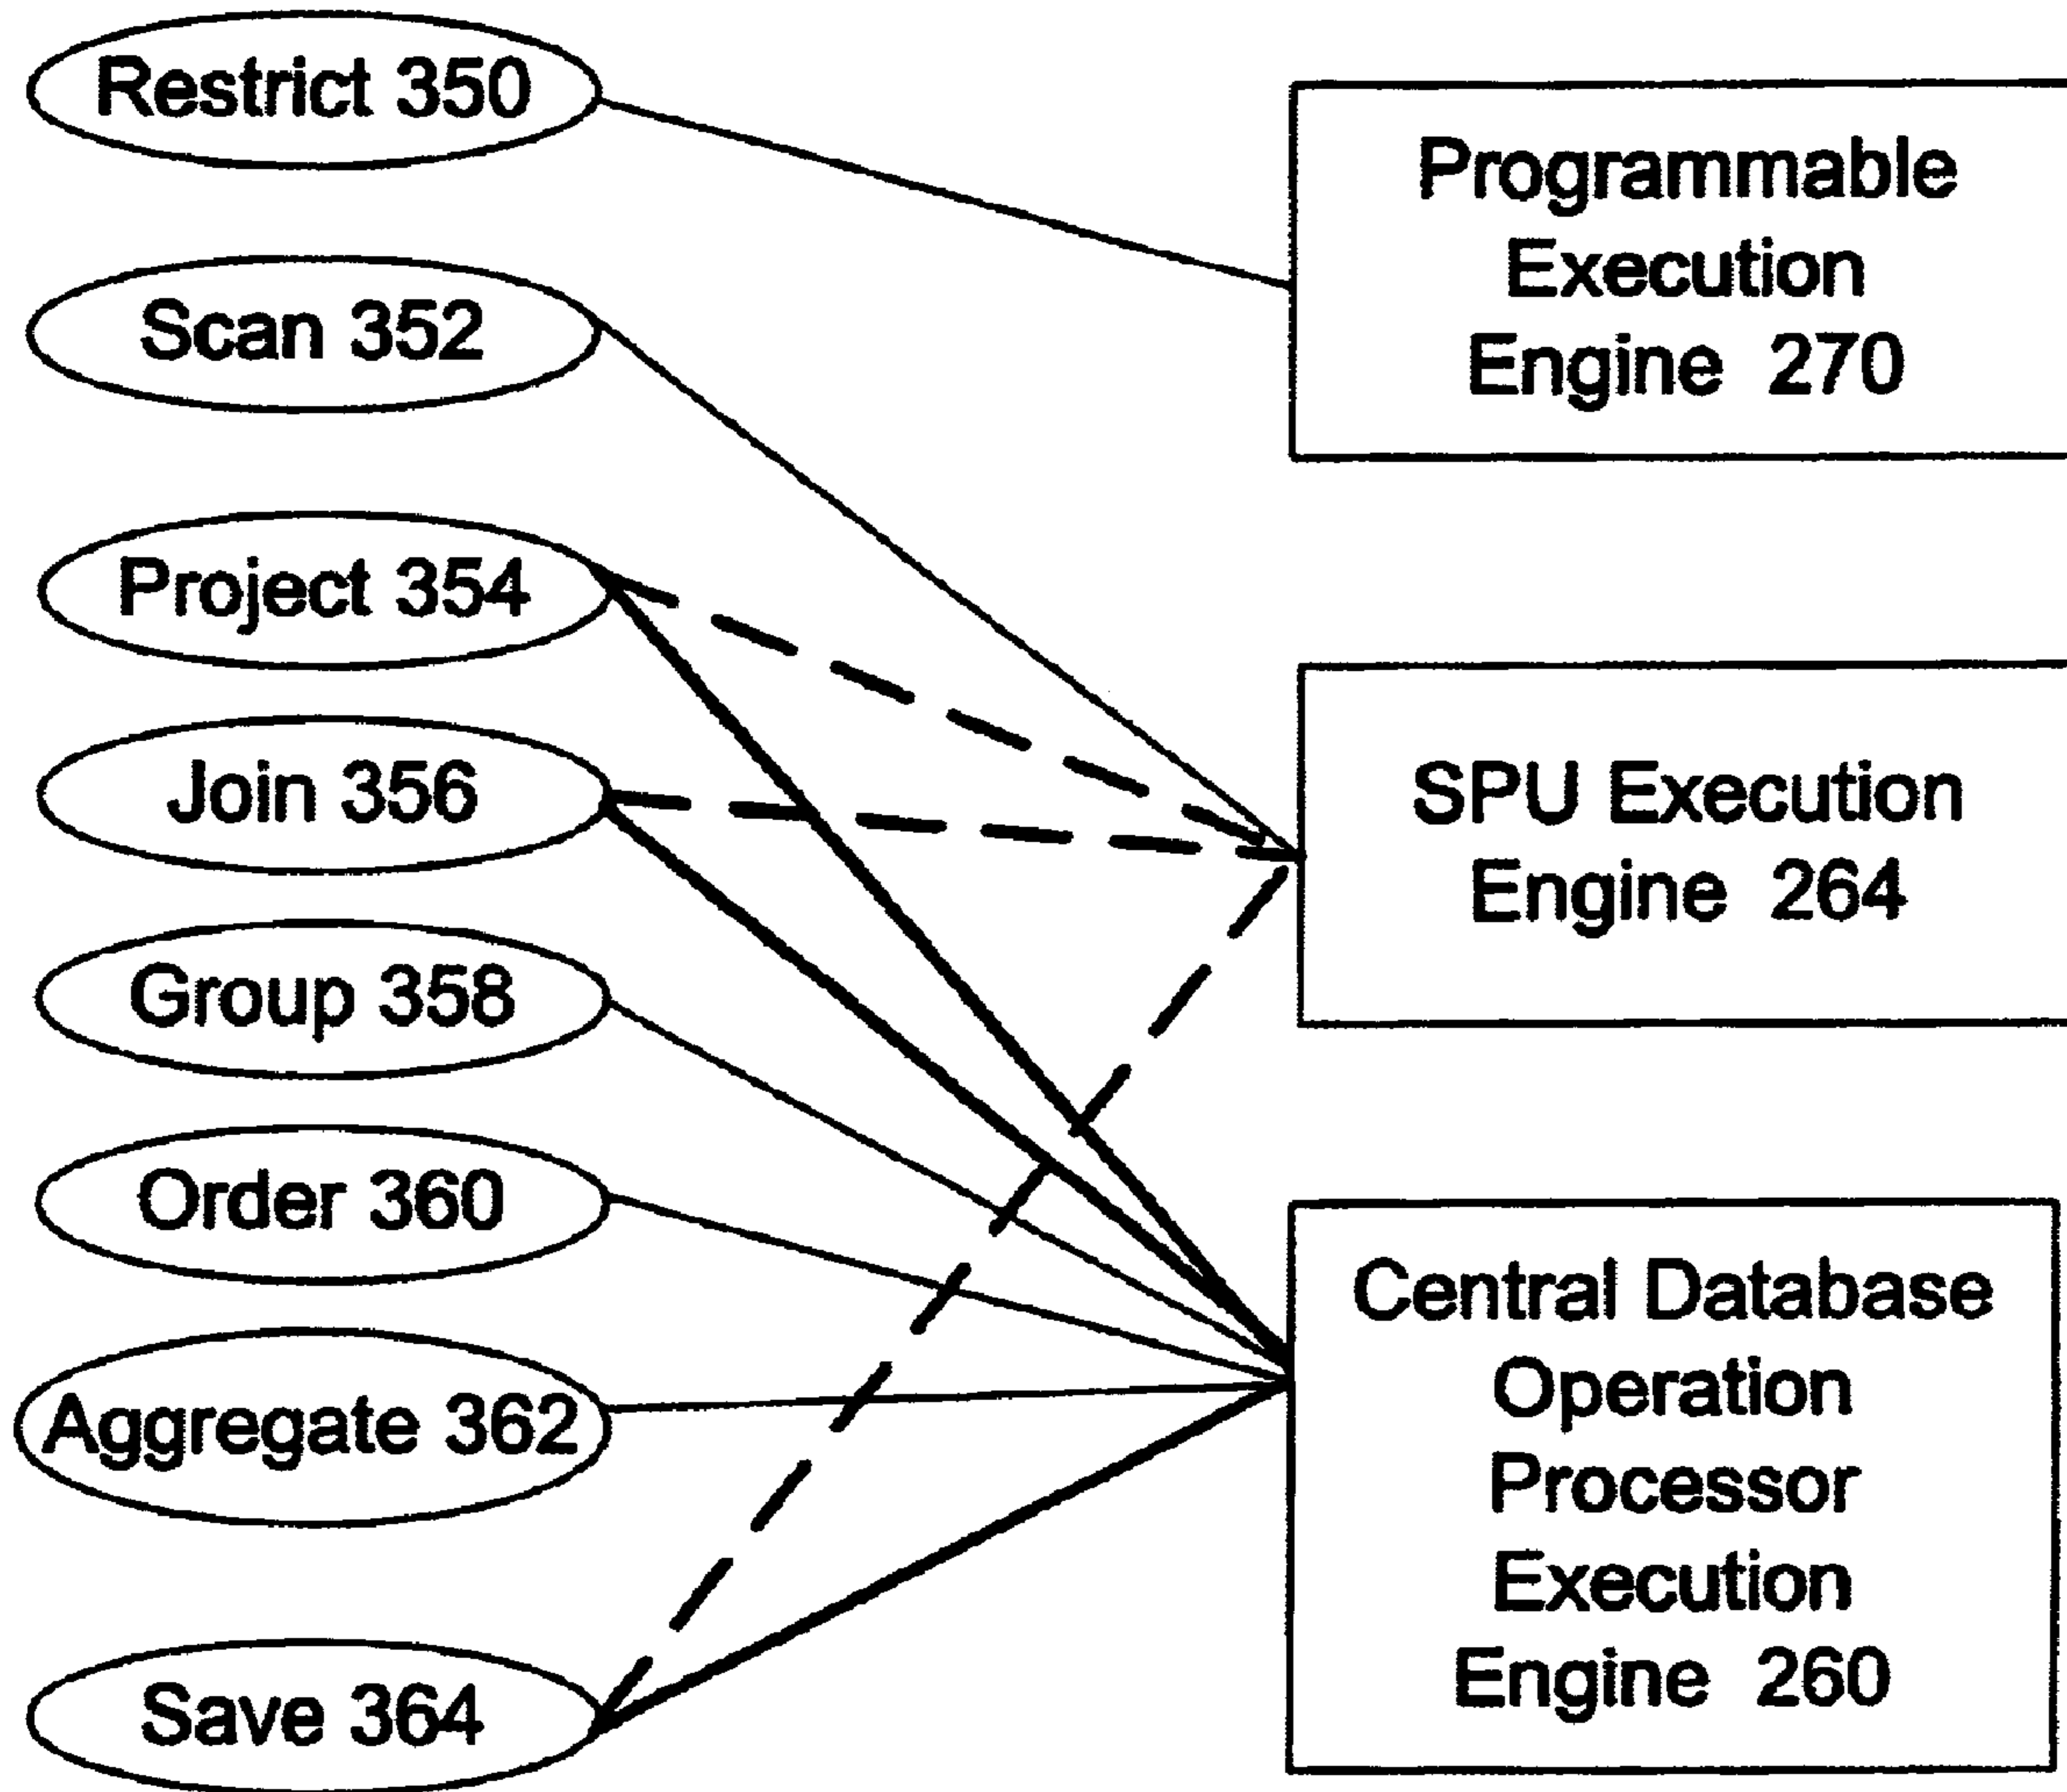 Restrict 350
Scan 352
Project 354
Join 356
Group 358
Order 360
Aggregate 362
Save 364
Programmable
Execution
Engine 270
SPU Execution
Engine 264
Central Database
Operation
Processor
Execution
Engine 260